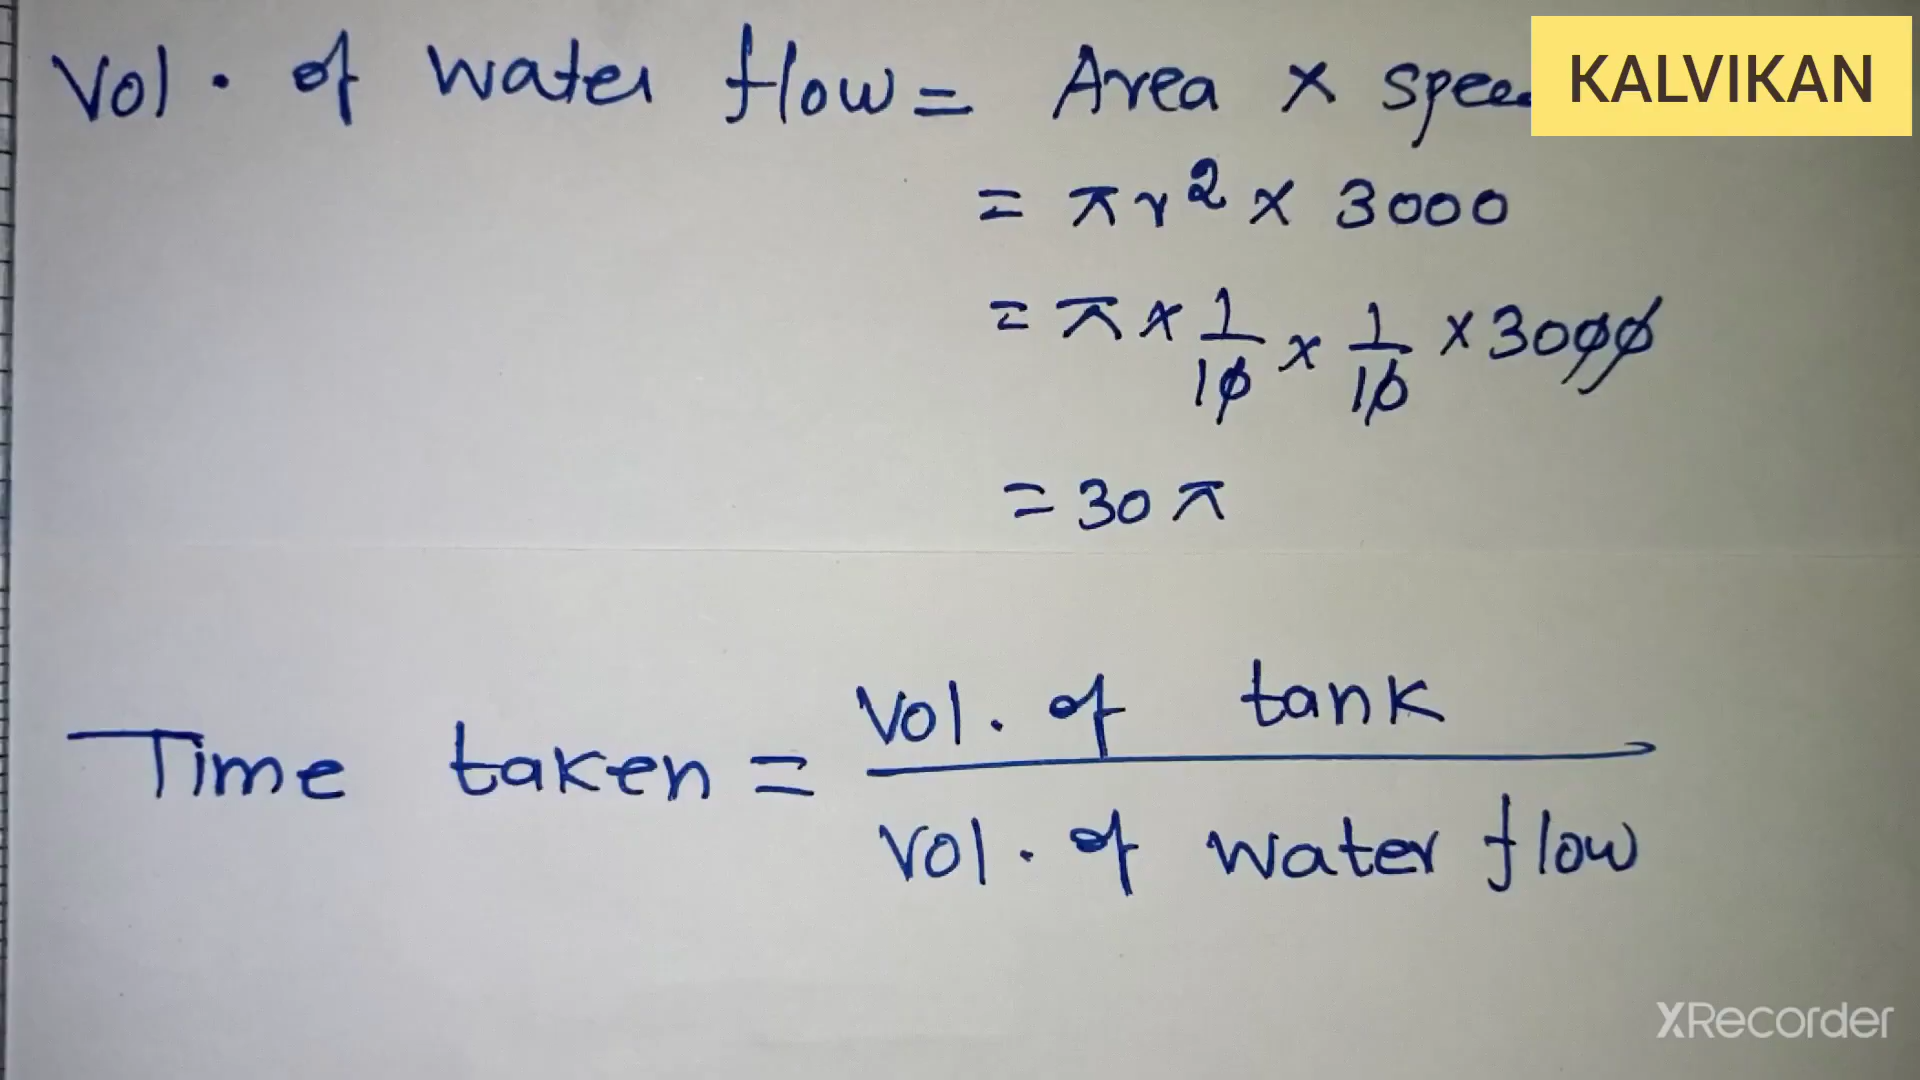 Vol. of water flow = Area x spee
KALVIKAN
= πr² x 3000
= π x 1/10 x 1/10 x 3000
= 30π
Time taken = Vol. of tank / Vol. of water flow
XRecorder